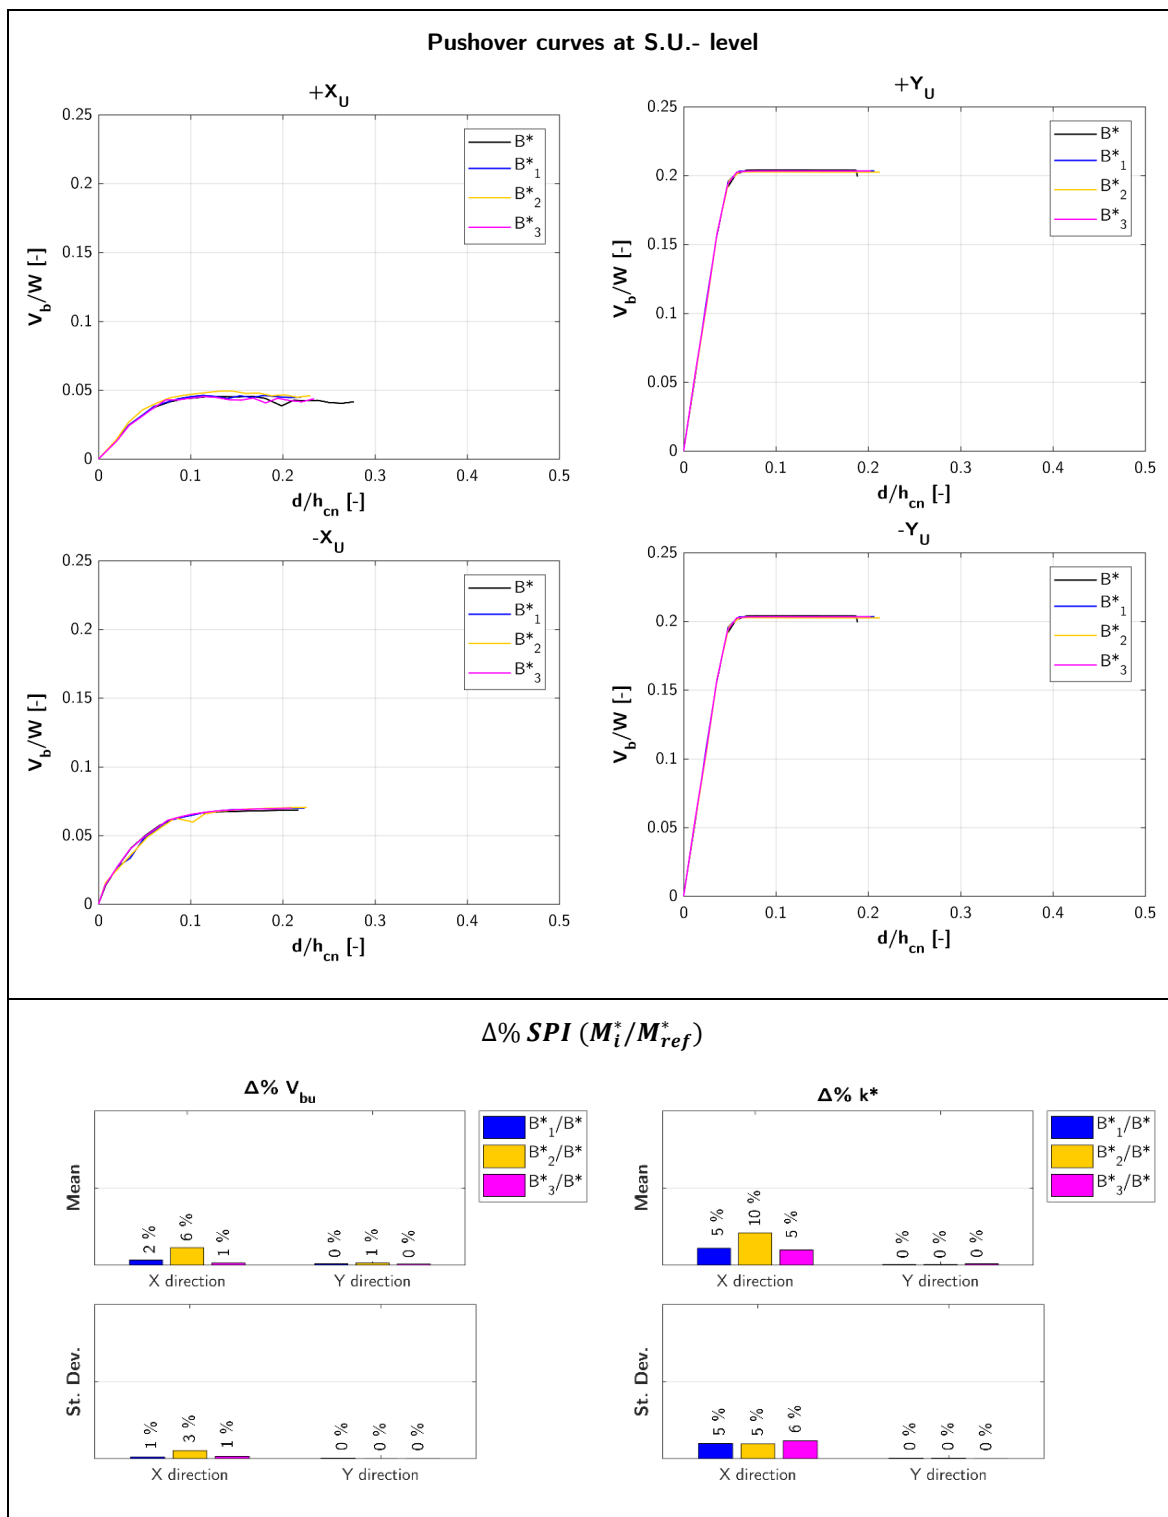 Pushover curves at S.U.- level
+X_U
0.25
0.2
0.15
0.1
0.05
0
V_b/W [-]
0 0.1 0.2 0.3 0.4 0.5
d/h_cn [-]
B*
B*_1
B*_2
B*_3
+Y_U
0.25
0.2
0.15
0.1
0.05
0
V_b/W [-]
0 0.1 0.2 0.3 0.4 0.5
d/h_cn [-]
B*
B*_1
B*_2
B*_3
-X_U
0.25
0.2
0.15
0.1
0.05
0
V_b/W [-]
0 0.1 0.2 0.3 0.4 0.5
d/h_cn [-]
B*
B*_1
B*_2
B*_3
-Y_U
0.25
0.2
0.15
0.1
0.05
0
V_b/W [-]
0 0.1 0.2 0.3 0.4 0.5
d/h_cn [-]
B*
B*_1
B*_2
B*_3
Δ% SPI (M*_i/M*_ref)
Δ% V_bu
Mean
2 % 6 % 1 % 0 % 1 % 0 %
X direction Y direction
B*_1/B*
B*_2/B*
B*_3/B*
St. Dev.
1 % 3 % 1 % 0 % 0 % 0 %
X direction Y direction
Δ% k*
Mean
5 % 10 % 5 % 0 % 0 % 0 %
X direction Y direction
B*_1/B*
B*_2/B*
B*_3/B*
St. Dev.
5 % 5 % 6 % 0 % 0 % 0 %
X direction Y direction